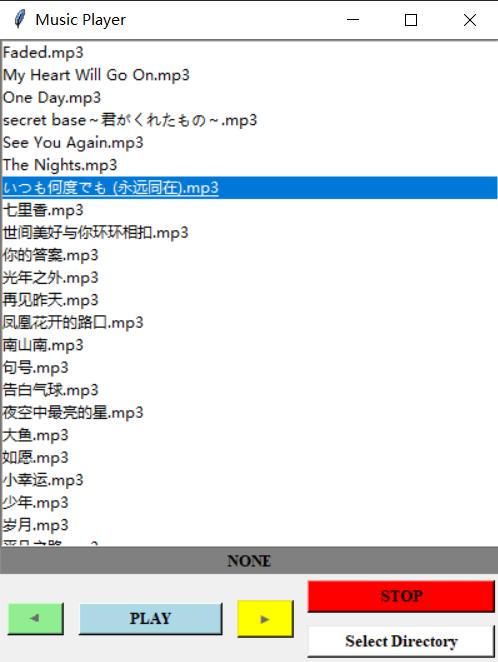 Music Player
Faded.mp3
My Heart Will Go On.mp3
One Day.mp3
secret base～君がくれたもの～.mp3
See You Again.mp3
The Nights.mp3
いつも何度でも (永远同在).mp3
七里香.mp3
世间美好与你环环相扣.mp3
你的答案.mp3
光年之外.mp3
再见昨天.mp3
凤凰花开的路口.mp3
南山南.mp3
句号.mp3
告白气球.mp3
夜空中最亮的星.mp3
大鱼.mp3
如愿.mp3
小幸运.mp3
少年.mp3
岁月.mp3
平凡之路.mp3
NONE
◄ PLAY ►
STOP
Select Directory